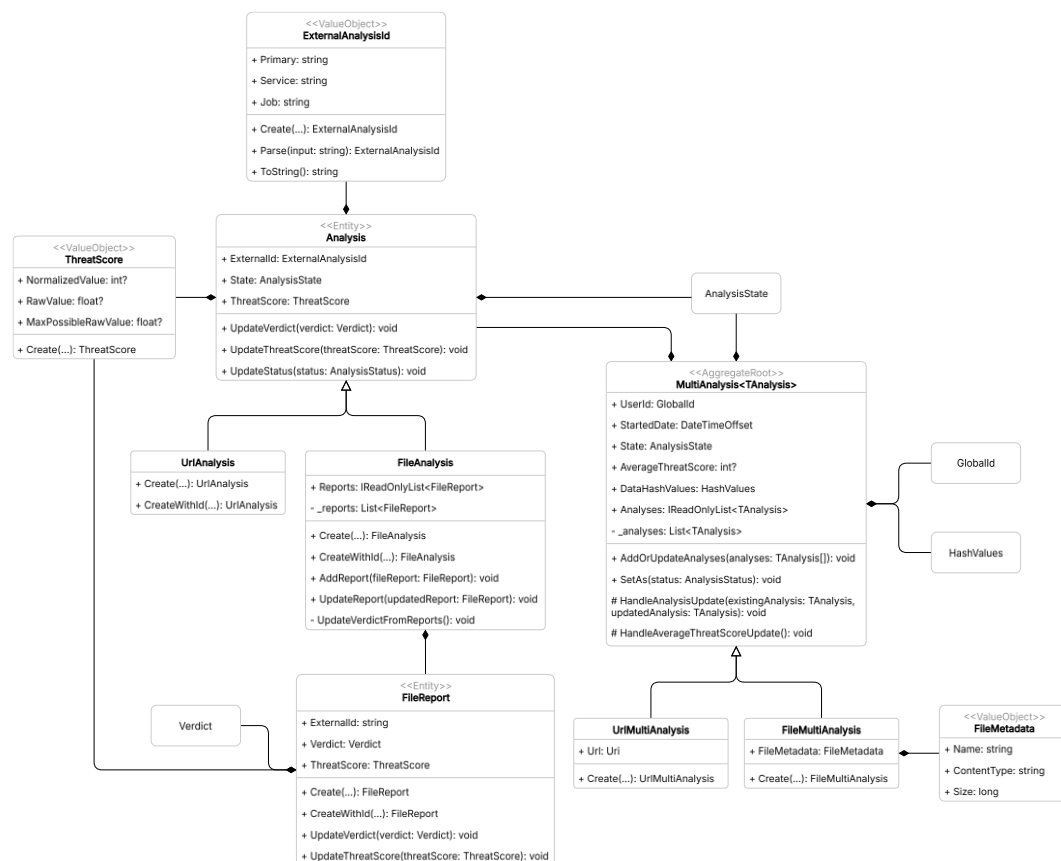 <<ValueObject>>
ExternalAnalysisId
+ Primary: string
+ Service: string
+ Job: string
+ Create(...): ExternalAnalysisId
+ Parse(input: string): ExternalAnalysisId
+ ToString(): string
<<Entity>>
Analysis
+ ExternalId: ExternalAnalysisId
+ State: AnalysisState
+ ThreatScore: ThreatScore
+ UpdateVerdict(verdict: Verdict): void
+ UpdateThreatScore(threatScore: ThreatScore): void
+ UpdateStatus(status: AnalysisStatus): void
<<ValueObject>>
ThreatScore
+ NormalizedValue: int?
+ RawValue: float?
+ MaxPossibleRawValue: float?
+ Create(...): ThreatScore
AnalysisState
<<AggregateRoot>>
MultiAnalysis<TAnalysis>
+ UserId: GlobalId
+ StartedDate: DateTimeOffset
+ State: AnalysisState
+ AverageThreatScore: int?
+ DataHashValues: HashValues
+ Analyses: IReadOnlyList<TAnalysis>
- _analyses: List<TAnalysis>
+ AddOrUpdateAnalyses(analyses: TAnalysis[]): void
+ SetAs(status: AnalysisStatus): void
# HandleAnalysisUpdate(existingAnalysis: TAnalysis,
updatedAnalysis: TAnalysis): void
# HandleAverageThreatScoreUpdate(): void
GlobalId
HashValues
UrlAnalysis
+ Create(...): UrlAnalysis
+ CreateWithId(...): UrlAnalysis
FileAnalysis
+ Reports: IReadOnlyList<FileReport>
- _reports: List<FileReport>
+ Create(...): FileAnalysis
+ CreateWithId(...): FileAnalysis
+ AddReport(fileReport: FileReport): void
+ UpdateReport(updatedReport: FileReport): void
- UpdateVerdictFromReports(): void
Verdict
<<Entity>>
FileReport
+ ExternalId: string
+ Verdict: Verdict
+ ThreatScore: ThreatScore
+ Create(...): FileReport
+ CreateWithId(...): FileReport
+ UpdateVerdict(verdict: Verdict): void
+ UpdateThreatScore(threatScore: ThreatScore): void
UrlMultiAnalysis
+ Url: Uri
+ Create(...): UrlMultiAnalysis
FileMultiAnalysis
+ FileMetadata: FileMetadata
+ Create(...): FileMultiAnalysis
<<ValueObject>>
FileMetadata
+ Name: string
+ ContentType: string
+ Size: long